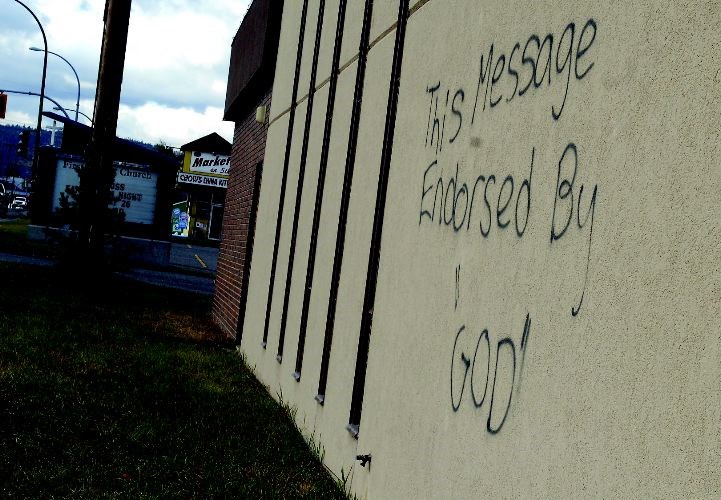 This Message
Endorsed By
"GOD"
Church
Market